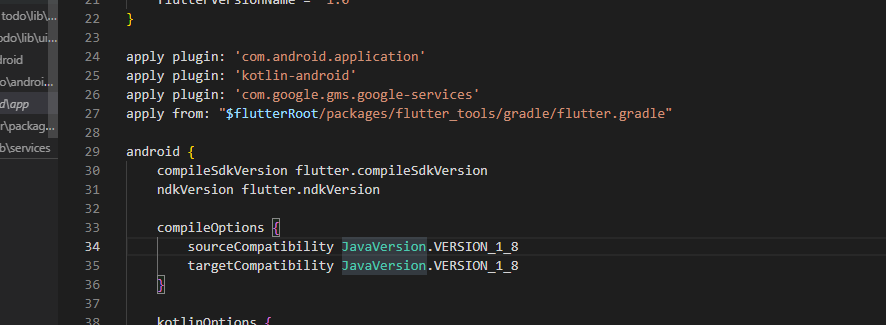 todo\lib\...
odo\lib\ui...
droid
o\androi...
d\app
r\packag...
b\services
21 flutterVersionName = '1.0'
22 }
23
24 apply plugin: 'com.android.application'
25 apply plugin: 'kotlin-android'
26 apply plugin: 'com.google.gms.google-services'
27 apply from: "$flutterRoot/packages/flutter_tools/gradle/flutter.gradle"
28
29 android {
30 compileSdkVersion flutter.compileSdkVersion
31 ndkVersion flutter.ndkVersion
32
33 compileOptions {
34 sourceCompatibility JavaVersion.VERSION_1_8
35 targetCompatibility JavaVersion.VERSION_1_8
36 }
37
38 kotlinOptions {